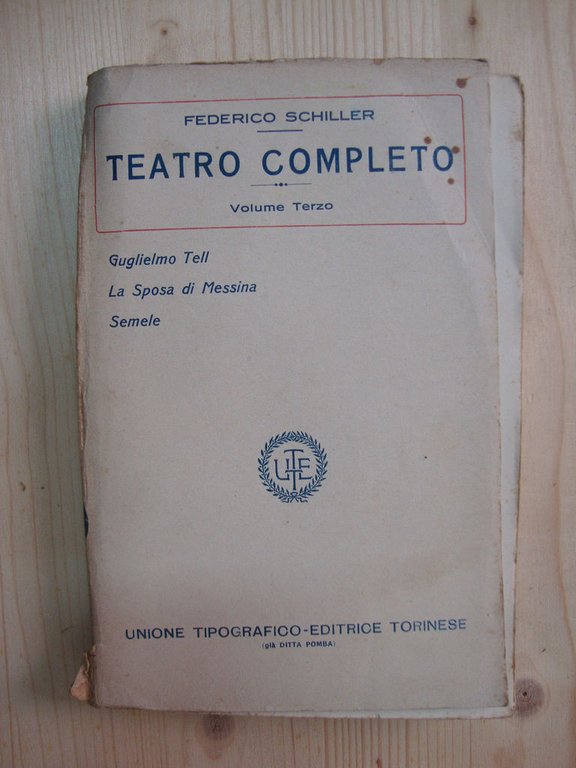 FEDERICO SCHILLER
TEATRO COMPLETO
Volume Terzo
Guglielmo Tell
La Sposa di Messina
Semele
UTET
UNIONE TIPOGRAFICO-EDITRICE TORINESE
(già DITTA POMBA)